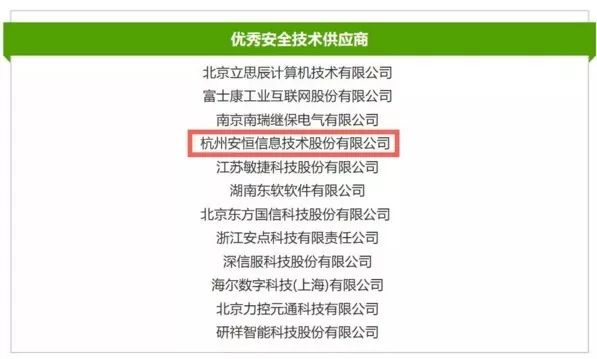 优秀安全技术供应商
北京立思辰计算机技术有限公司
富士康工业互联网股份有限公司
南京南瑞继保电气有限公司
杭州安恒信息技术股份有限公司
江苏敏捷科技股份有限公司
湖南东软软件有限公司
北京东方国信科技股份有限公司
浙江安点科技有限责任公司
深信服科技股份有限公司
海尔数字科技(上海)有限公司
北京力控元通科技有限公司
研祥智能科技股份有限公司